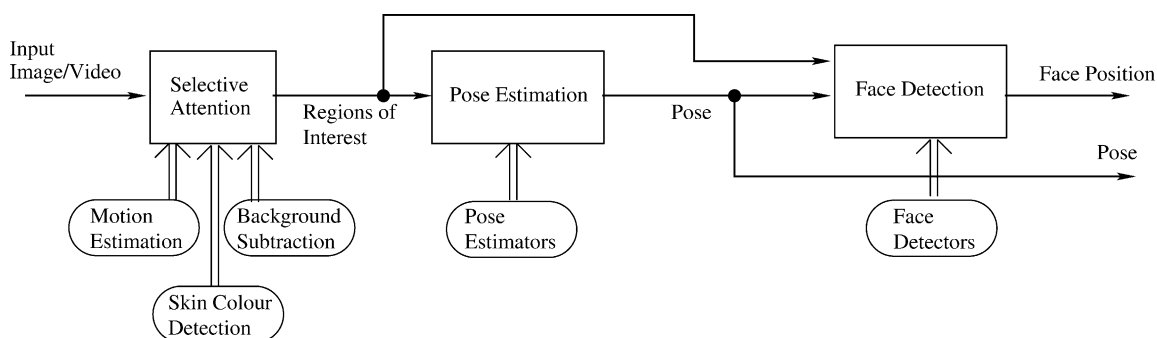 Input
Image/Video
Selective
Attention
Regions of
Interest
Pose Estimation
Pose
Face Detection
Face Position
Pose
Motion
Estimation
Background
Subtraction
Skin Colour
Detection
Pose
Estimators
Face
Detectors